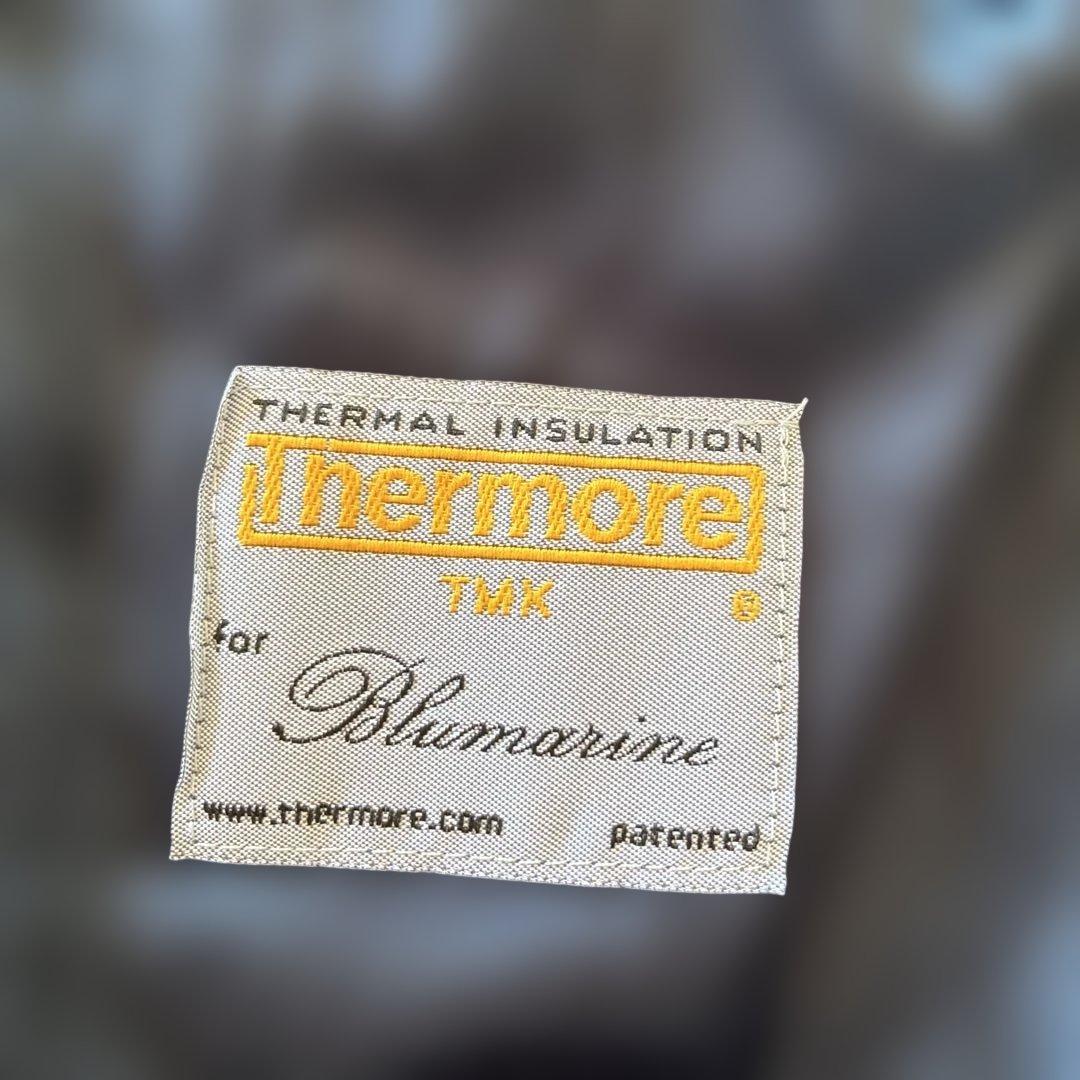 THERMAL INSULATION
Thermore
TMK ®
for
Blumarine
www.thermore.com patented